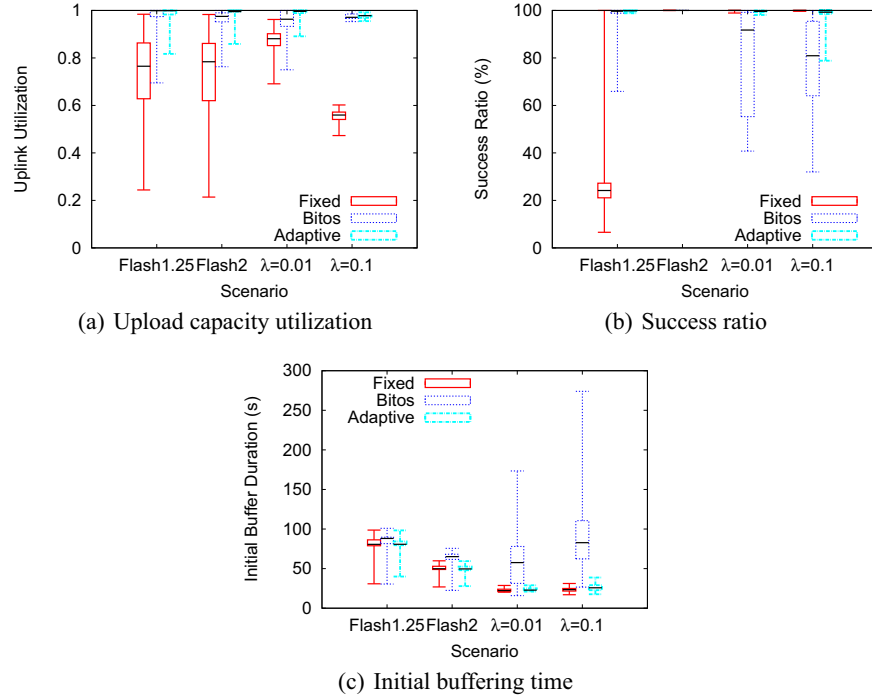 1
0.8
0.6
0.4
0.2
0
Uplink Utilization
Fixed
Bitos
Adaptive
Flash1.25 Flash2 λ=0.01 λ=0.1
Scenario
(a) Upload capacity utilization
100
80
60
40
20
0
Success Ratio (%)
Fixed
Bitos
Adaptive
Flash1.25 Flash2 λ=0.01 λ=0.1
Scenario
(b) Success ratio
300
250
200
150
100
50
0
Initial Buffer Duration (s)
Fixed
Bitos
Adaptive
Flash1.25 Flash2 λ=0.01 λ=0.1
Scenario
(c) Initial buffering time